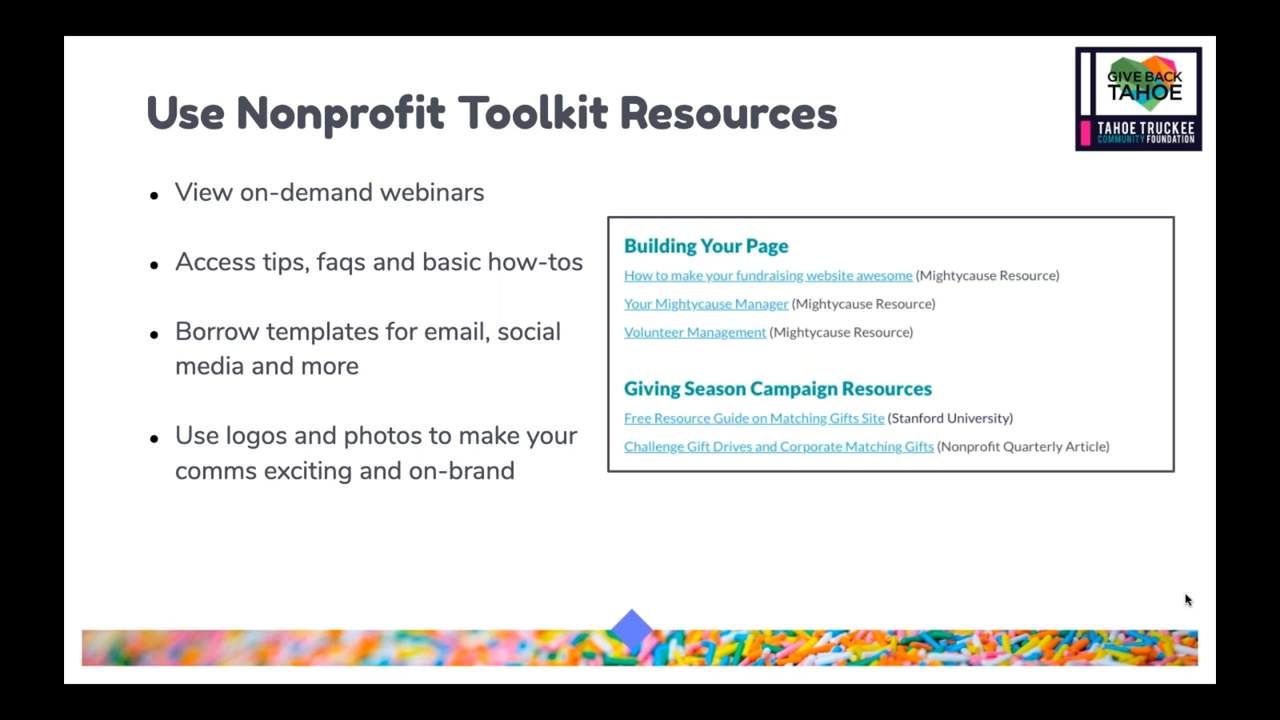 Use Nonprofit Toolkit Resources
GIVE BACK
TAHOE
TAHOE TRUCKEE
COMMUNITY FOUNDATION
• View on-demand webinars
• Access tips, faqs and basic how-tos
• Borrow templates for email, social
media and more
• Use logos and photos to make your
comms exciting and on-brand
Building Your Page
How to make your fundraising website awesome (Mightycause Resource)
Your Mightycause Manager (Mightycause Resource)
Volunteer Management (Mightycause Resource)
Giving Season Campaign Resources
Free Resource Guide on Matching Gifts Site (Stanford University)
Challenge Gift Drives and Corporate Matching Gifts (Nonprofit Quarterly Article)